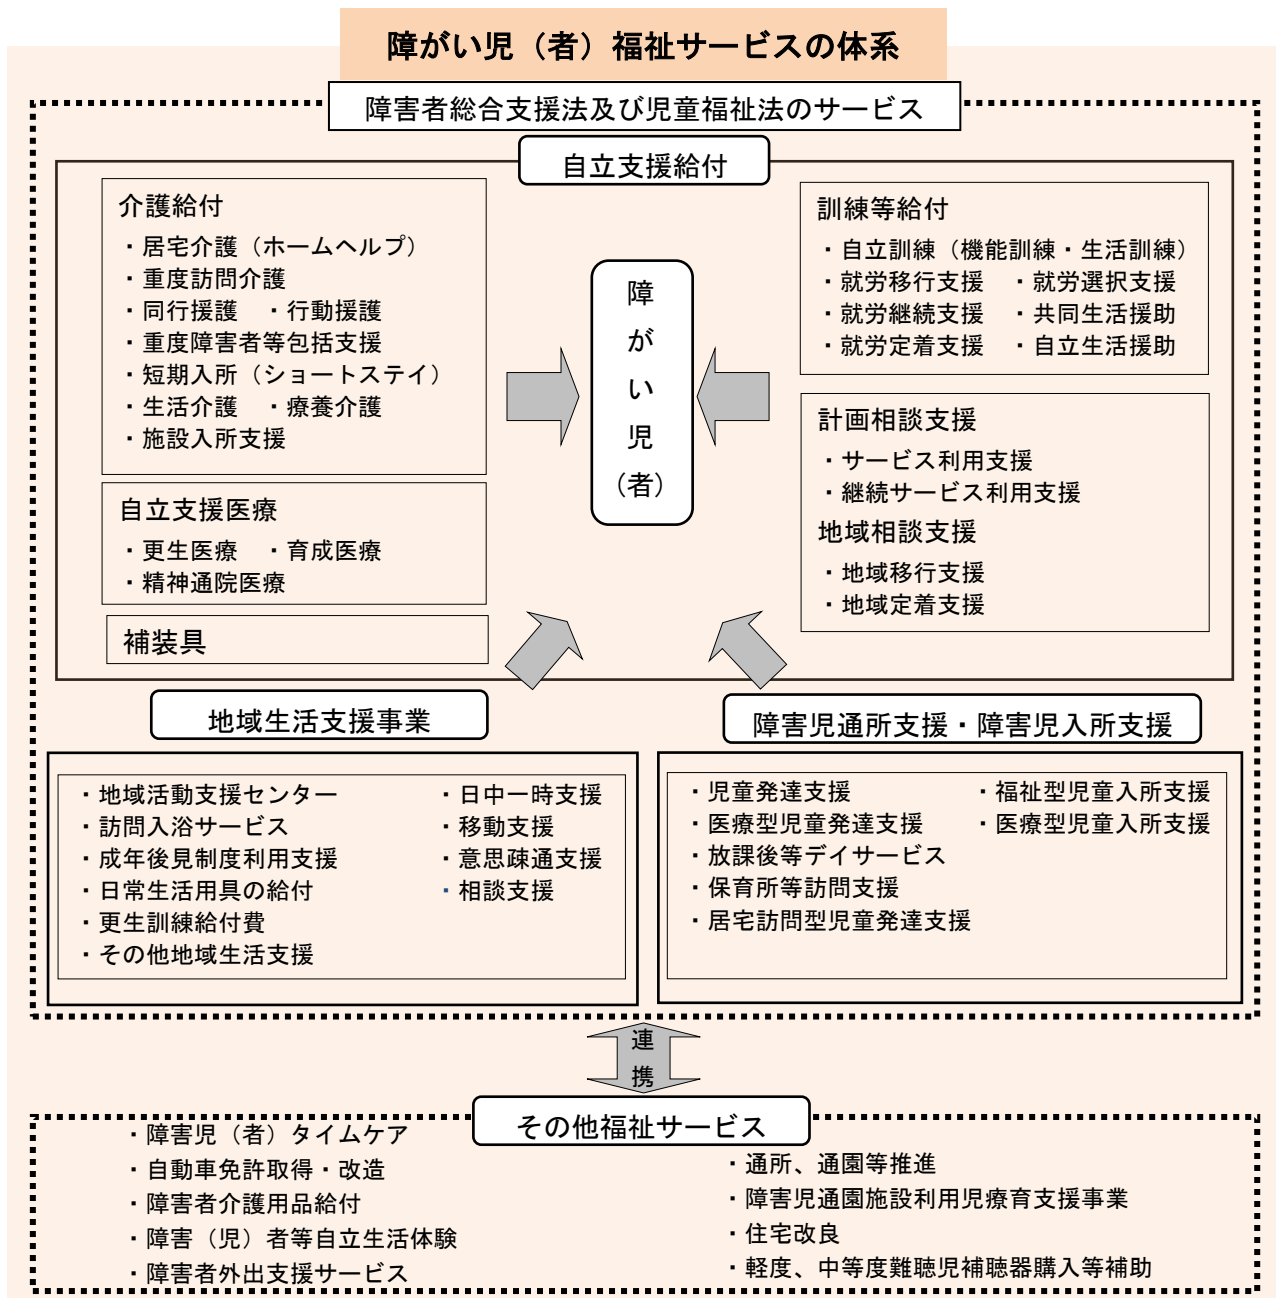 障がい児（者）福祉サービスの体系
障害者総合支援法及び児童福祉法のサービス
自立支援給付
介護給付
・居宅介護（ホームヘルプ）
・重度訪問介護
・同行援護　・行動援護
・重度障害者等包括支援
・短期入所（ショートステイ）
・生活介護　・療養介護
・施設入所支援
自立支援医療
・更生医療　・育成医療
・精神通院医療
補装具
障
が
い
児
（者）
訓練等給付
・自立訓練（機能訓練・生活訓練）
・就労移行支援　・就労選択支援
・就労継続支援　・共同生活援助
・就労定着支援　・自立生活援助
計画相談支援
・サービス利用支援
・継続サービス利用支援
地域相談支援
・地域移行支援
・地域定着支援
地域生活支援事業
・地域活動支援センター
・訪問入浴サービス
・成年後見制度利用支援
・日常生活用具の給付
・更生訓練給付費
・その他地域生活支援
・日中一時支援
・移動支援
・意思疎通支援
・相談支援
障害児通所支援・障害児入所支援
・児童発達支援
・医療型児童発達支援
・放課後等デイサービス
・保育所等訪問支援
・居宅訪問型児童発達支援
・福祉型児童入所支援
・医療型児童入所支援
連
携
その他福祉サービス
・障害児（者）タイムケア
・自動車免許取得・改造
・障害者介護用品給付
・障害（児）者等自立生活体験
・障害者外出支援サービス
・通所、通園等推進
・障害児通園施設利用児療育支援事業
・住宅改良
・軽度、中等度難聴児補聴器購入等補助